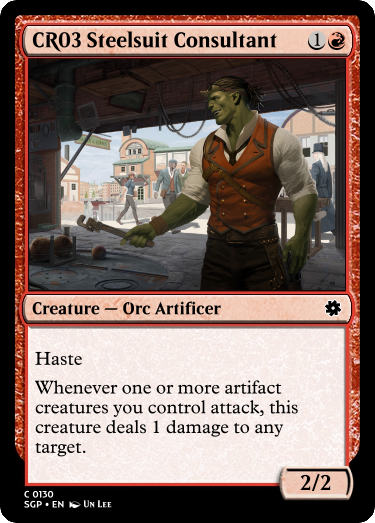 CR03 Steelsuit Consultant 1
Creature — Orc Artificer
Haste
Whenever one or more artifact
creatures you control attack, this
creature deals 1 damage to any
target.
2/2
C 0130
SGP • EN Un Lee